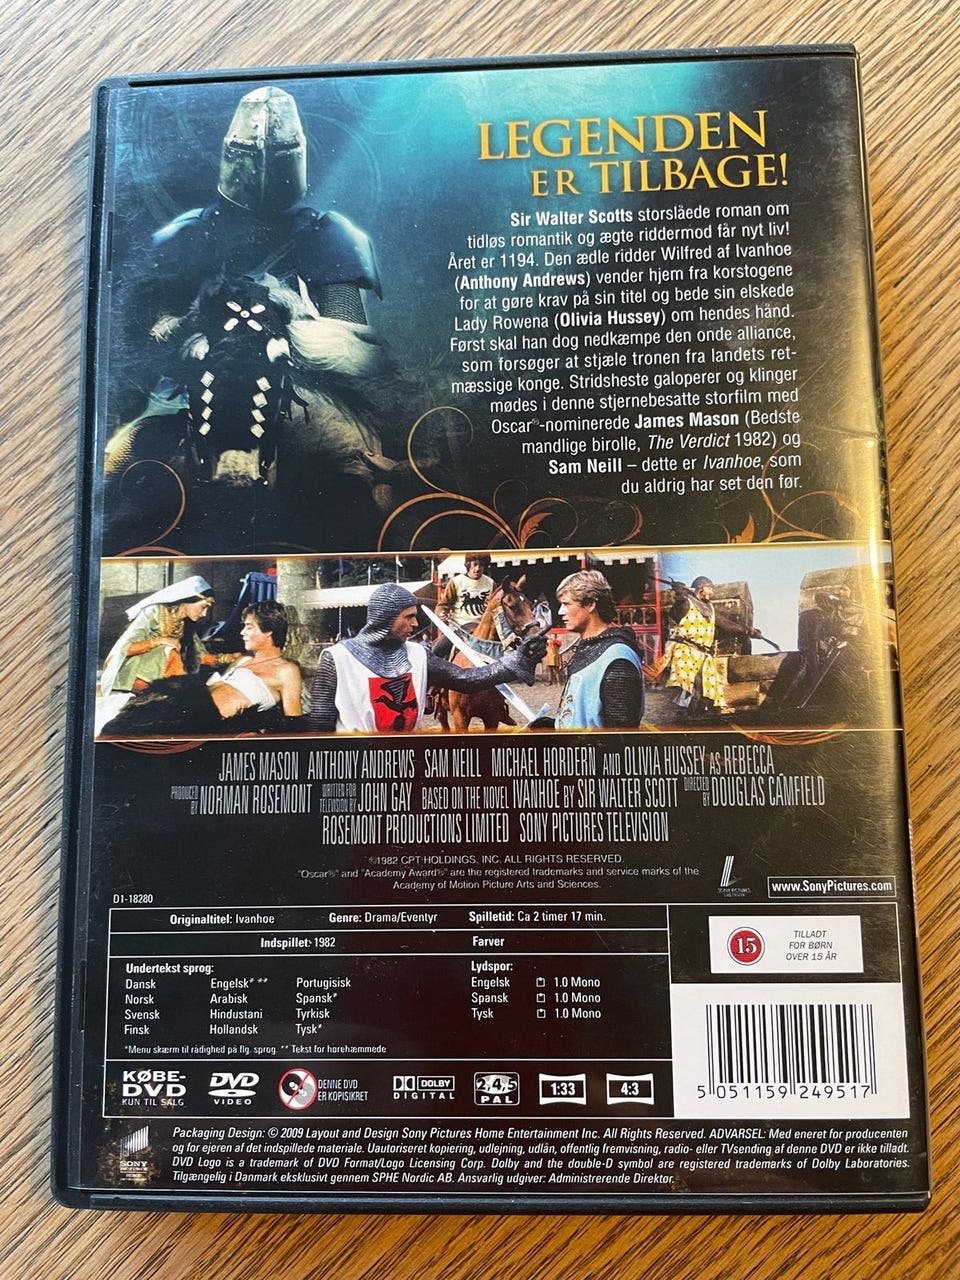 LEGENDEN
ER TILBAGE!
Sir Walter Scotts storslåede roman om
tidløs romantik og ægte riddermod får nyt liv!
Året er 1194. Den ædle ridder Wilfred af Ivanhoe
(Anthony Andrews) vender hjem fra korstogene
for at gøre krav på sin titel og bede sin elskede
Lady Rowena (Olivia Hussey) om hendes hånd.
Først skal han dog nedkæmpe den onde alliance,
som forsøger at stjæle tronen fra landets ret-
mæssige konge. Stridsheste galoperer og klinger
mødes i denne stjernebesatte storfilm med
Oscar®-nominerede James Mason (Bedste
mandlige birolle, The Verdict 1982) og
Sam Neill – dette er Ivanhoe, som
du aldrig har set den før.
JAMES MASON ANTHONY ANDREWS SAM NEILL MICHAEL HORDERN AND OLIVIA HUSSEY AS REBECCA
PRODUCED BY NORMAN ROSEMONT WRITTEN FOR TELEVISION BY JOHN GAY BASED ON THE NOVEL IVANHOE BY SIR WALTER SCOTT DIRECTED BY DOUGLAS CAMFIELD
ROSEMONT PRODUCTIONS LIMITED SONY PICTURES TELEVISION
©1982 CPT HOLDINGS, INC. ALL RIGHTS RESERVED.
"Oscar®" and "Academy Award®" are the registered trademarks and service marks of the
Academy of Motion Picture Arts and Sciences.
SONY PICTURES
www.SonyPictures.com
D1-18280
Originaltitel: Ivanhoe Genre: Drama/Eventyr Spilletid: Ca 2 timer 17 min.
Indspillet: 1982 Farver
Undertekst sprog: Lydspor:
Dansk Engelsk* ** Portugisisk Engelsk 1.0 Mono
Norsk Arabisk Spansk* Spansk 1.0 Mono
Svensk Hindustani Tyrkisk Tysk 1.0 Mono
Finsk Hollandsk Tysk*
*Menu skærm til rådighed på flg. sprog. ** Tekst for hørehæmmede
15 TILLADT
FOR BØRN
OVER 15 ÅR
5 051159 249517
KØBE-
DVD
KUN TIL SALG
DVD
VIDEO
DENNE DVD
ER KOPISIKRET
DOLBY
DIGITAL
2,4,5
PAL
1:33
4:3
SONY
PICTURES
Packaging Design: © 2009 Layout and Design Sony Pictures Home Entertainment Inc. All Rights Reserved. ADVARSEL: Med eneret for producenten
og for ejeren af det indspillede materiale. Uautoriseret kopiering, udlejning, udlån, offentlig fremvisning, radio- eller TVsending af denne DVD er ikke tilladt.
DVD Logo is a trademark of DVD Format/Logo Licensing Corp. Dolby and the double-D symbol are registered trademarks of Dolby Laboratories.
Tilgængelig i Danmark eksklusivt gennem SPHE Nordic AB. Ansvarlig udgiver: Administrerende Direktør.